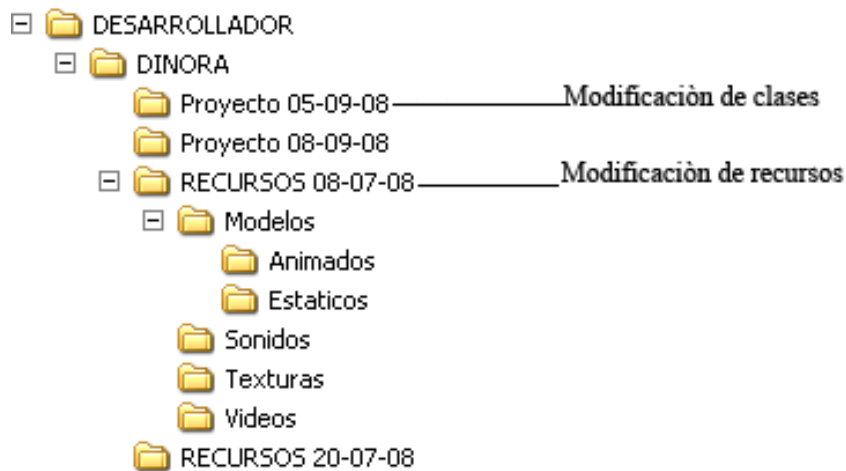 DESARROLLADOR
DINORA
Proyecto 05-09-08 Modificaciòn de clases
Proyecto 08-09-08
RECURSOS 08-07-08 Modificaciòn de recursos
Modelos
Animados
Estaticos
Sonidos
Texturas
Videos
RECURSOS 20-07-08